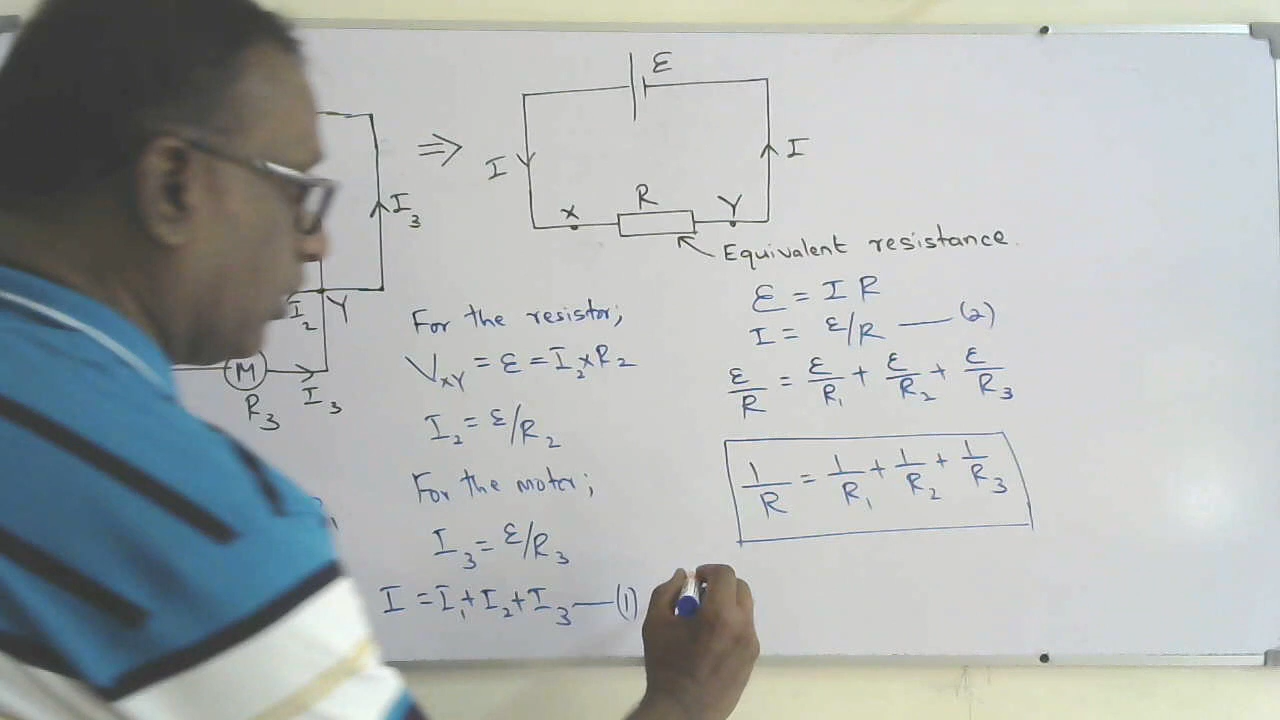 I₃
I₂ Y
M
R₃ I₃
⇒
ε
I I
X R Y
Equivalent resistance.
For the resistor;
V_XY = ε = I₂ × R₂
I₂ = ε/R₂
For the motor;
I₃ = ε/R₃
I = I₁ + I₂ + I₃ — (1)
ε = I R
I = ε/R — (2)
ε/R = ε/R₁ + ε/R₂ + ε/R₃
1/R = 1/R₁ + 1/R₂ + 1/R₃